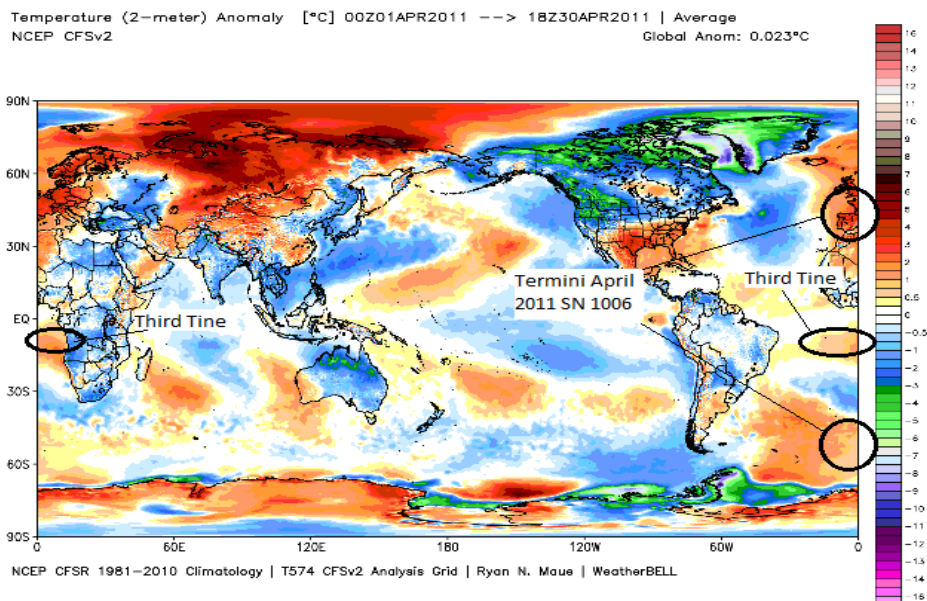 Temperature (2-meter) Anomaly [°C] 00Z01APR2011 --> 18Z30APR2011 | Average
NCEP CFSv2
Global Anom: 0.023°C
90N
60N
30N
EQ
30S
60S
90S
0
60E
120E
180
120W
60W
0
Termini April
2011 SN 1006
Third Tine
Third Tine
16
14
13
12
11
10
9
8
7
6
5
4
3
2
1
0.5
0
-0.5
-1
-2
-3
-4
-5
-6
-7
-8
-9
-10
-11
-12
-13
-14
-16
NCEP CFSR 1981-2010 Climatology | T574 CFSv2 Analysis Grid | Ryan N. Maue | WeatherBELL